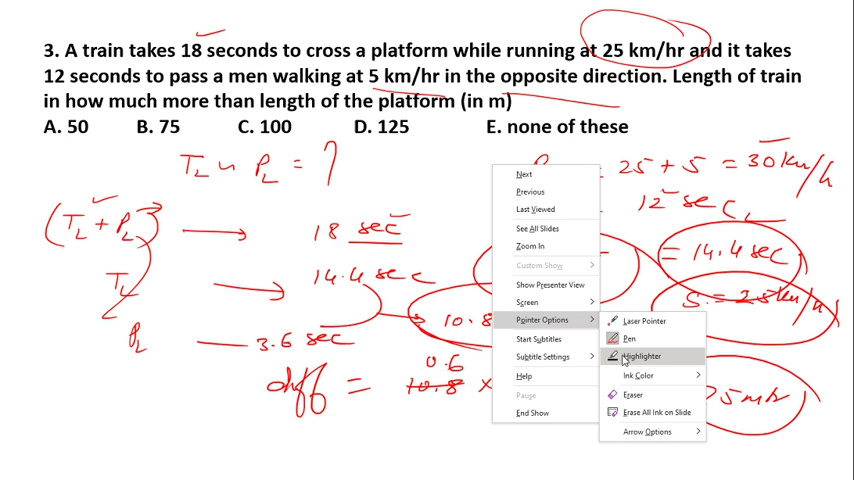 3. A train takes 18 seconds to cross a platform while running at 25 km/hr and it takes
12 seconds to pass a men walking at 5 km/hr in the opposite direction. Length of train
in how much more than length of the platform (in m)
A. 50 B. 75 C. 100 D. 125 E. none of these
TL ~ PL = ?
25 + 5 = 30 km/h
12 sec
(TL + PL) → 18 sec
= 14.4 sec
TL → 14.4 sec
S = 25 km/h
10.8
PL — 3.6 sec
0.6
diff = 10.8 ×
5 mtr
Next
Previous
Last Viewed
See All Slides
Zoom In
Custom Show
Show Presenter View
Screen
Pointer Options
Start Subtitles
Subtitle Settings
Help
Pause
End Show
Laser Pointer
Pen
Highlighter
Ink Color
Eraser
Erase All Ink on Slide
Arrow Options